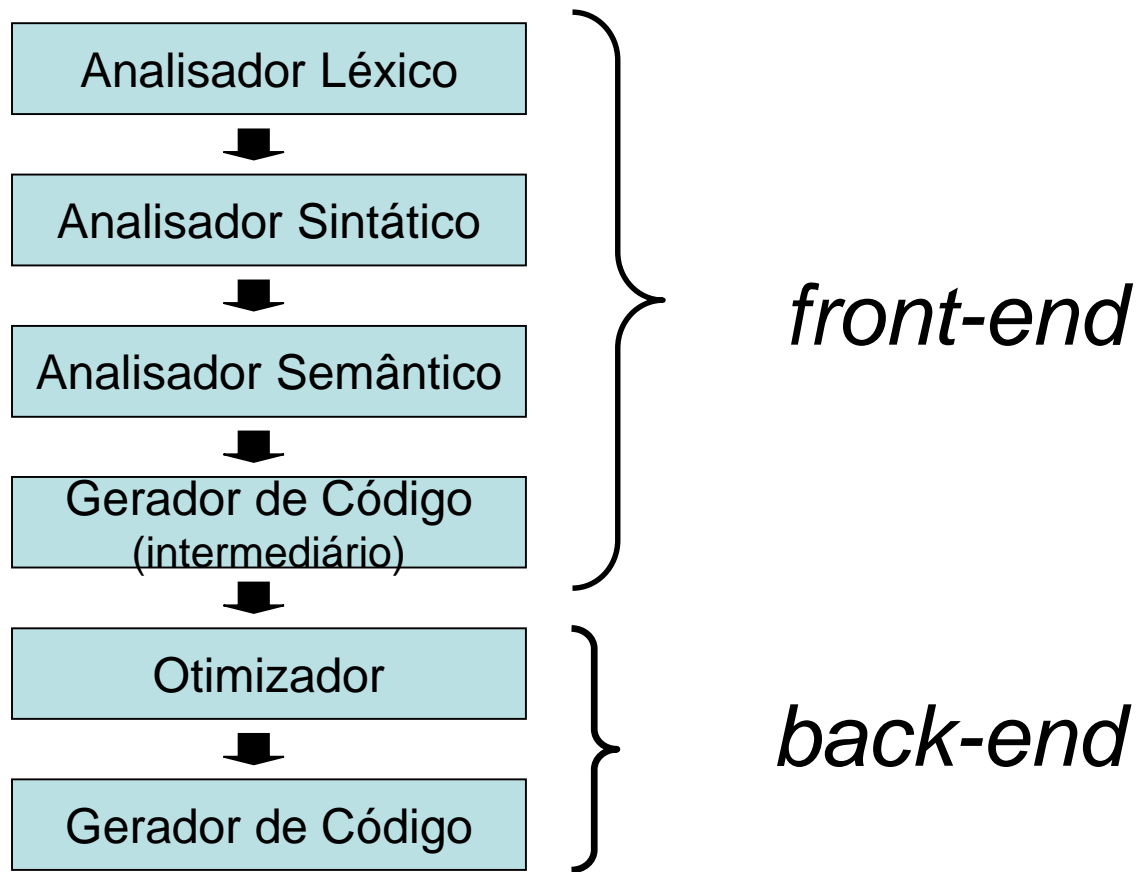 Analisador Léxico
Analisador Sintático
Analisador Semântico
front-end
Gerador de Código
(intermediário)
Otimizador
back-end
Gerador de Código